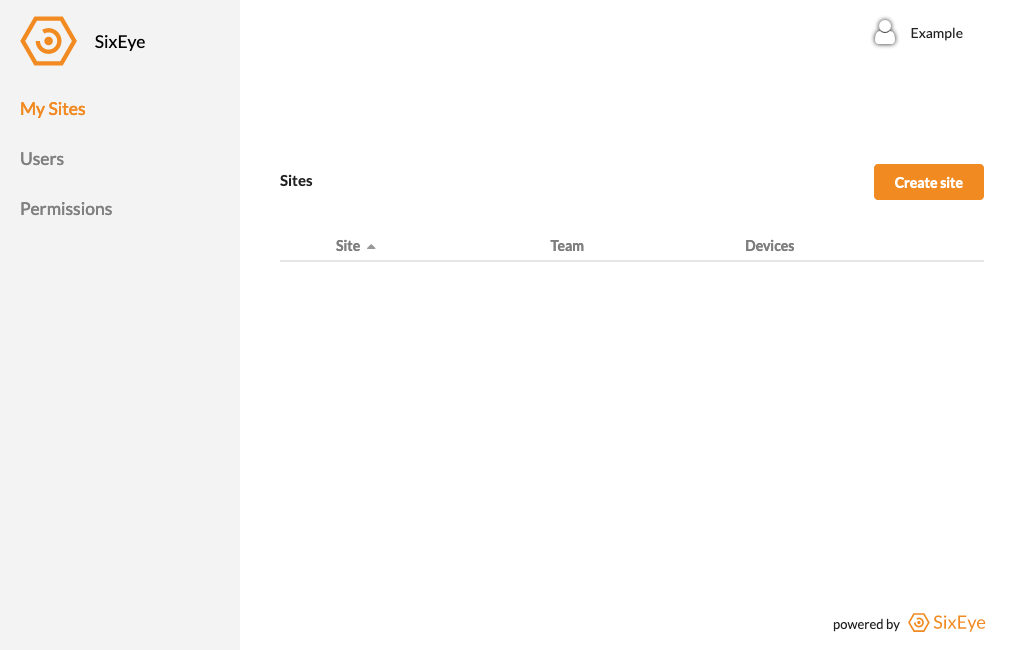 SixEye
Example
My Sites
Users
Permissions
Sites
Create site
Site Team Devices
powered by SixEye